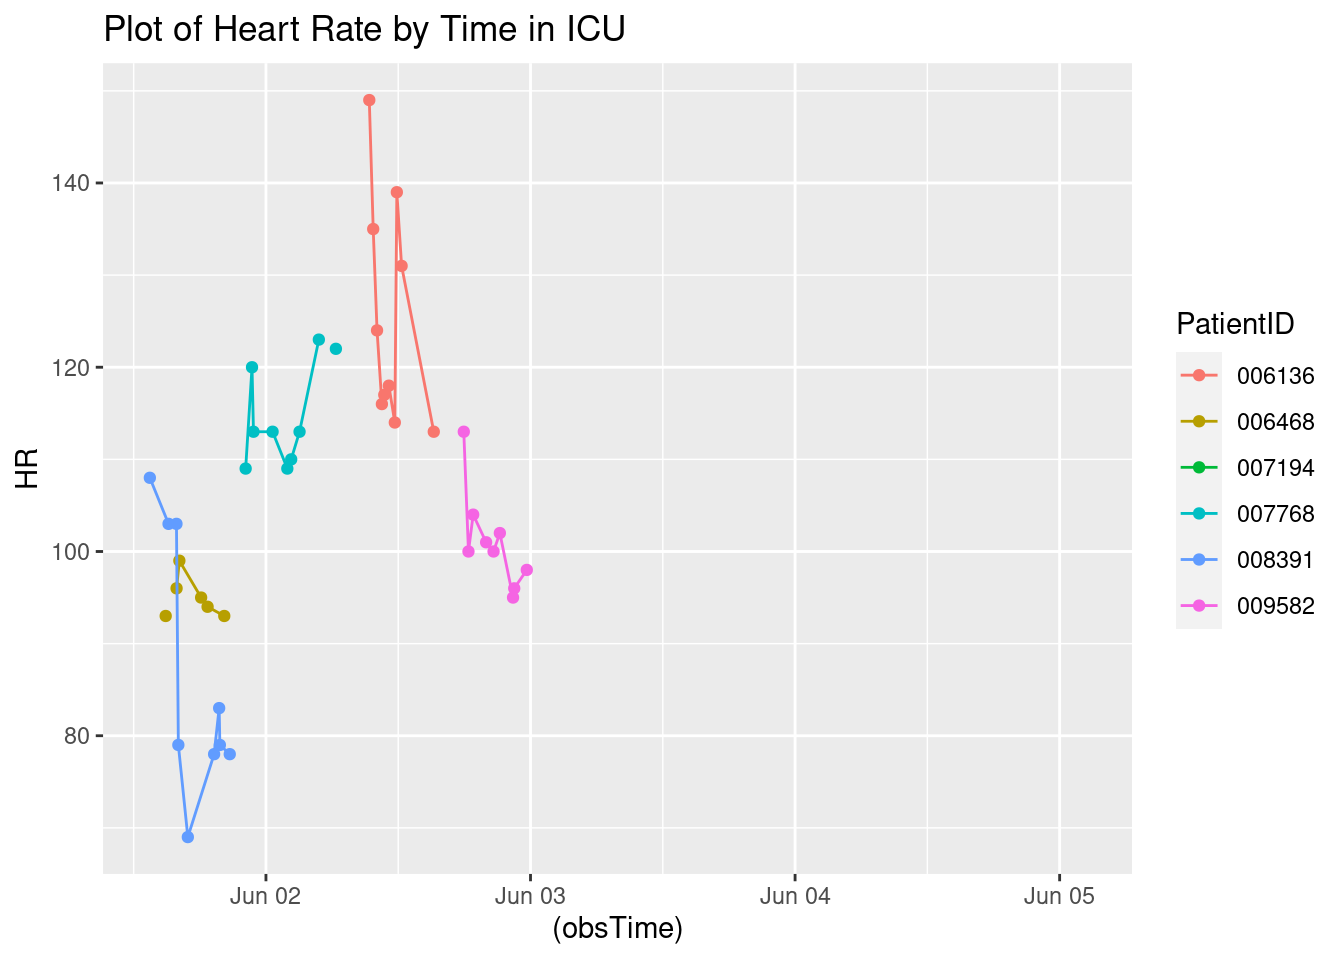 Plot of Heart Rate by Time in ICU
HR
140
120
100
80
Jun 02
Jun 03
Jun 04
Jun 05
(obsTime)
PatientID
006136
006468
007194
007768
008391
009582